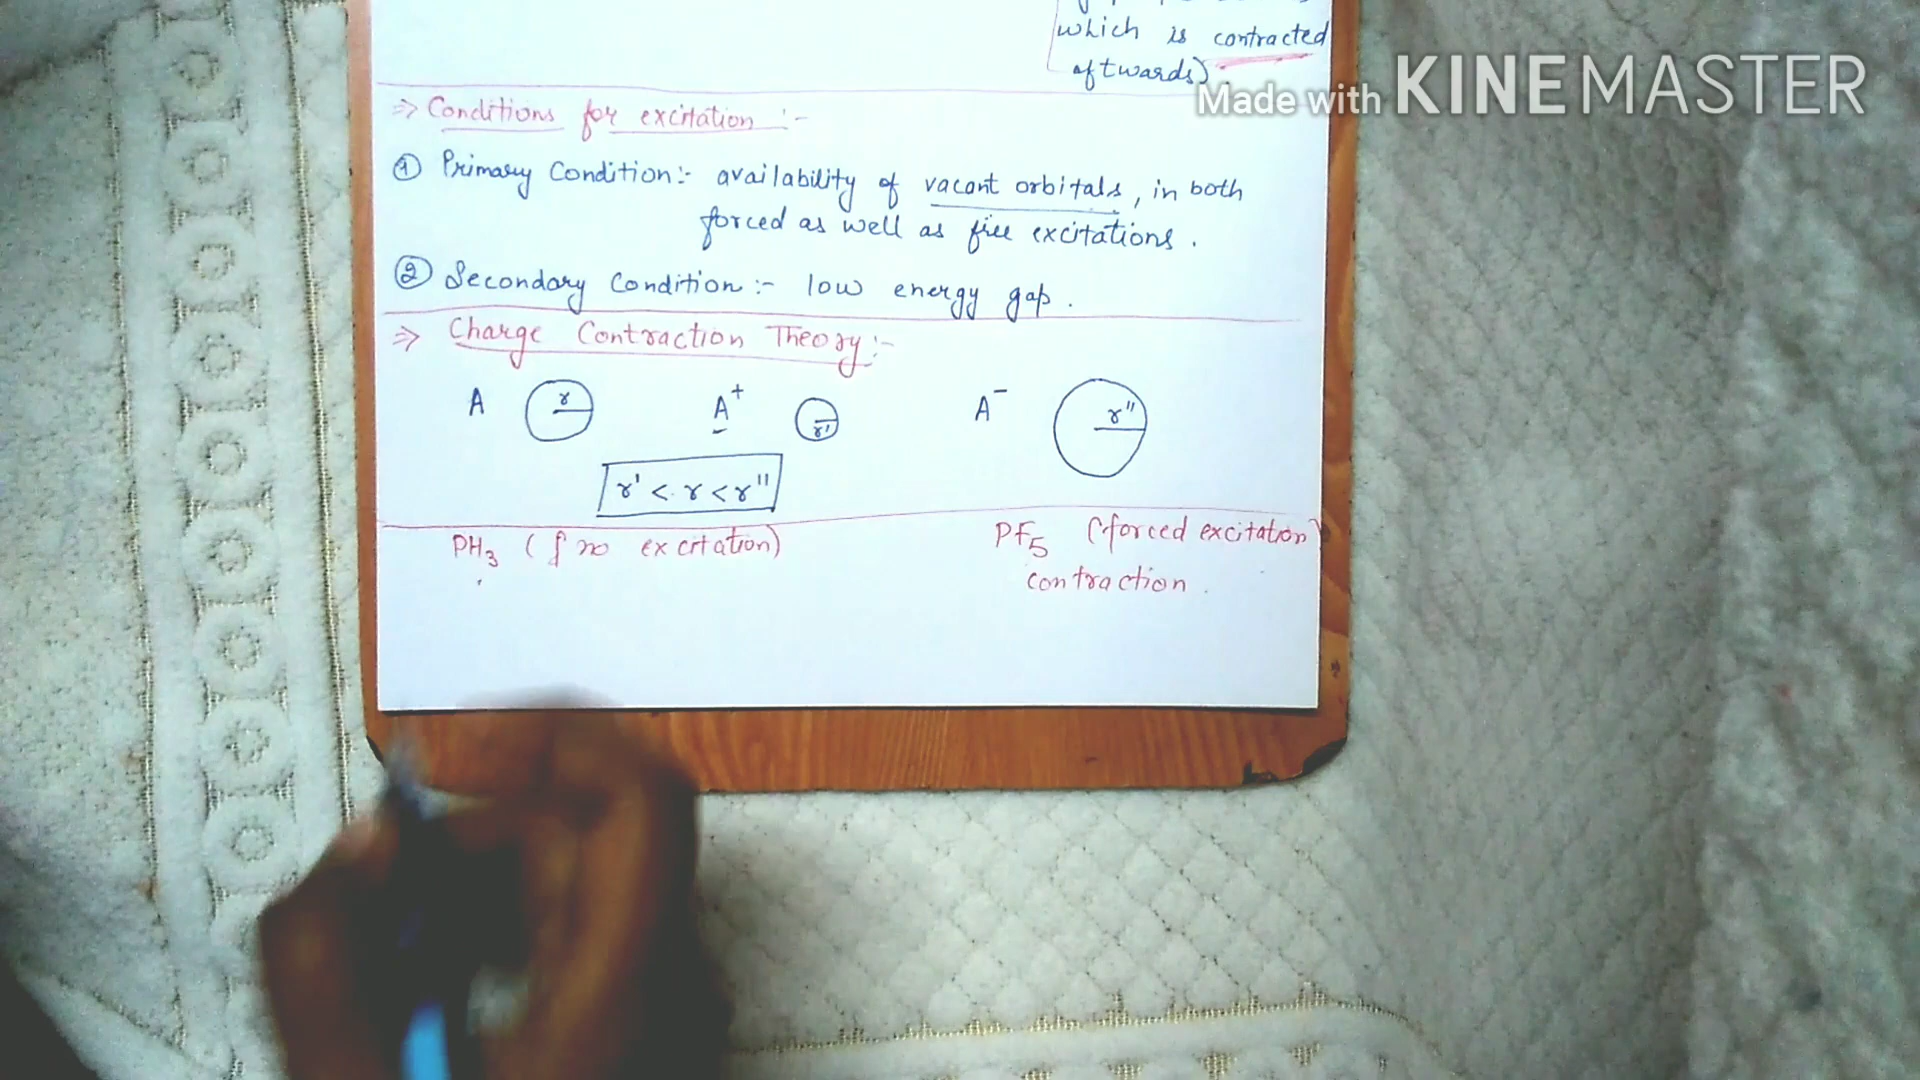 which is contracted
aftwards)
Made with KINEMASTER
⇒ Conditions for excitation :-
① Primary Condition:- availability of vacant orbitals, in both
forced as well as free excitations.
② Secondary Condition:- low energy gap.
⇒ Charge Contraction Theory:-
A r A⁺ r' A⁻ r"
r' < r < r"
PH₃ ( no excitation) PF₅ (forced excitation)
contraction.